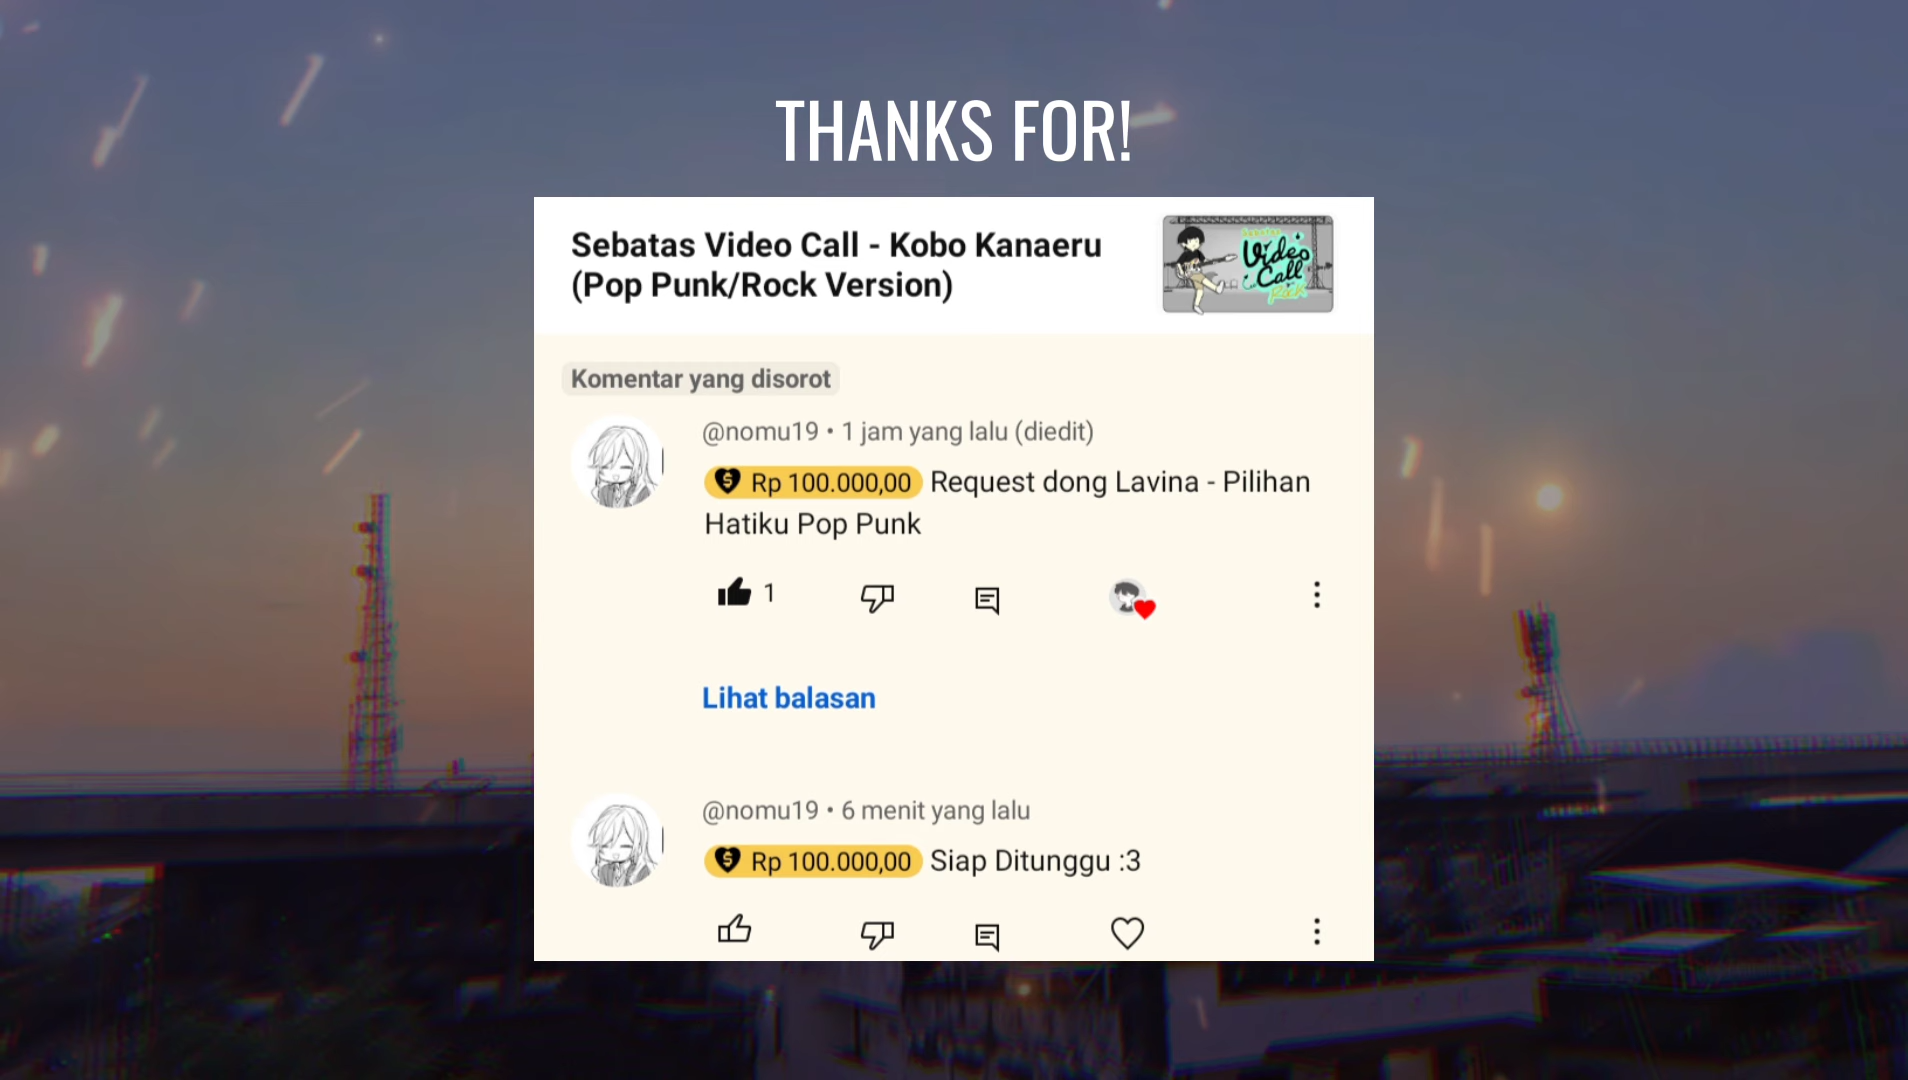 THANKS FOR!
Sebatas Video Call - Kobo Kanaeru
(Pop Punk/Rock Version)
Sebatas
Video
Call
Rock
Komentar yang disorot
@nomu19 • 1 jam yang lalu (diedit)
Rp 100.000,00 Request dong Lavina - Pilihan
Hatiku Pop Punk
1
Lihat balasan
@nomu19 • 6 menit yang lalu
Rp 100.000,00 Siap Ditunggu :3